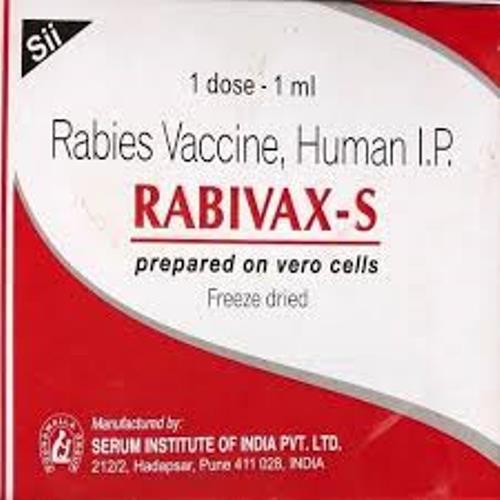 Sii
1 dose - 1 ml
Rabies Vaccine, Human I.P.
RABIVAX-S
prepared on vero cells
Freeze dried
Manufactured by:
SERUM INSTITUTE OF INDIA PVT. LTD.
212/2, Hadapsar, Pune 411 028, INDIA